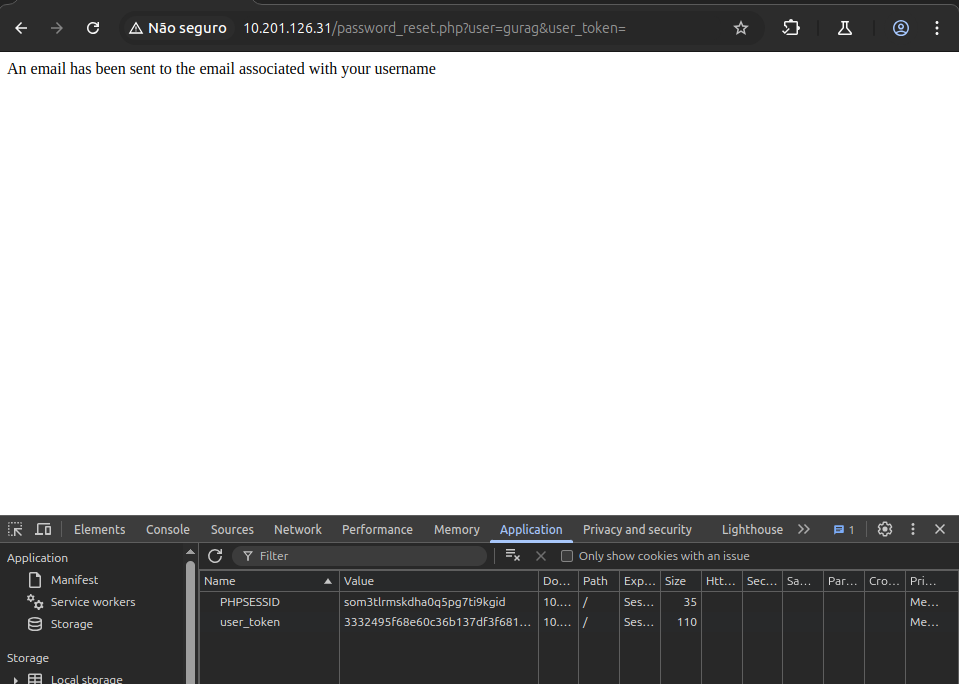 Não seguro 10.201.126.31/password_reset.php?user=gurag&user_token=
An email has been sent to the email associated with your username
Elements Console Sources Network Performance Memory Application Privacy and security Lighthouse 1
Application
Manifest
Service workers
Storage
Storage
Local storage
Filter Only show cookies with an issue
Name Value Do... Path Exp... Size Htt... Sec... Sa... Par... Cro... Pri...
PHPSESSID som3tlrmskdha0q5pg7ti9kgid 10.... / Ses... 35 Me...
user_token 3332495f68e60c36b137df3f681... 10.... / Ses... 110 Me...